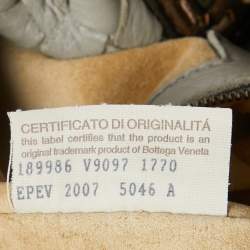 CERTIFICATO DI ORIGINALITÁ
this label certifies that the product is an
original trademark product of Bottega Veneta
189986 V9097 1770
EPEV 2007 5046 A